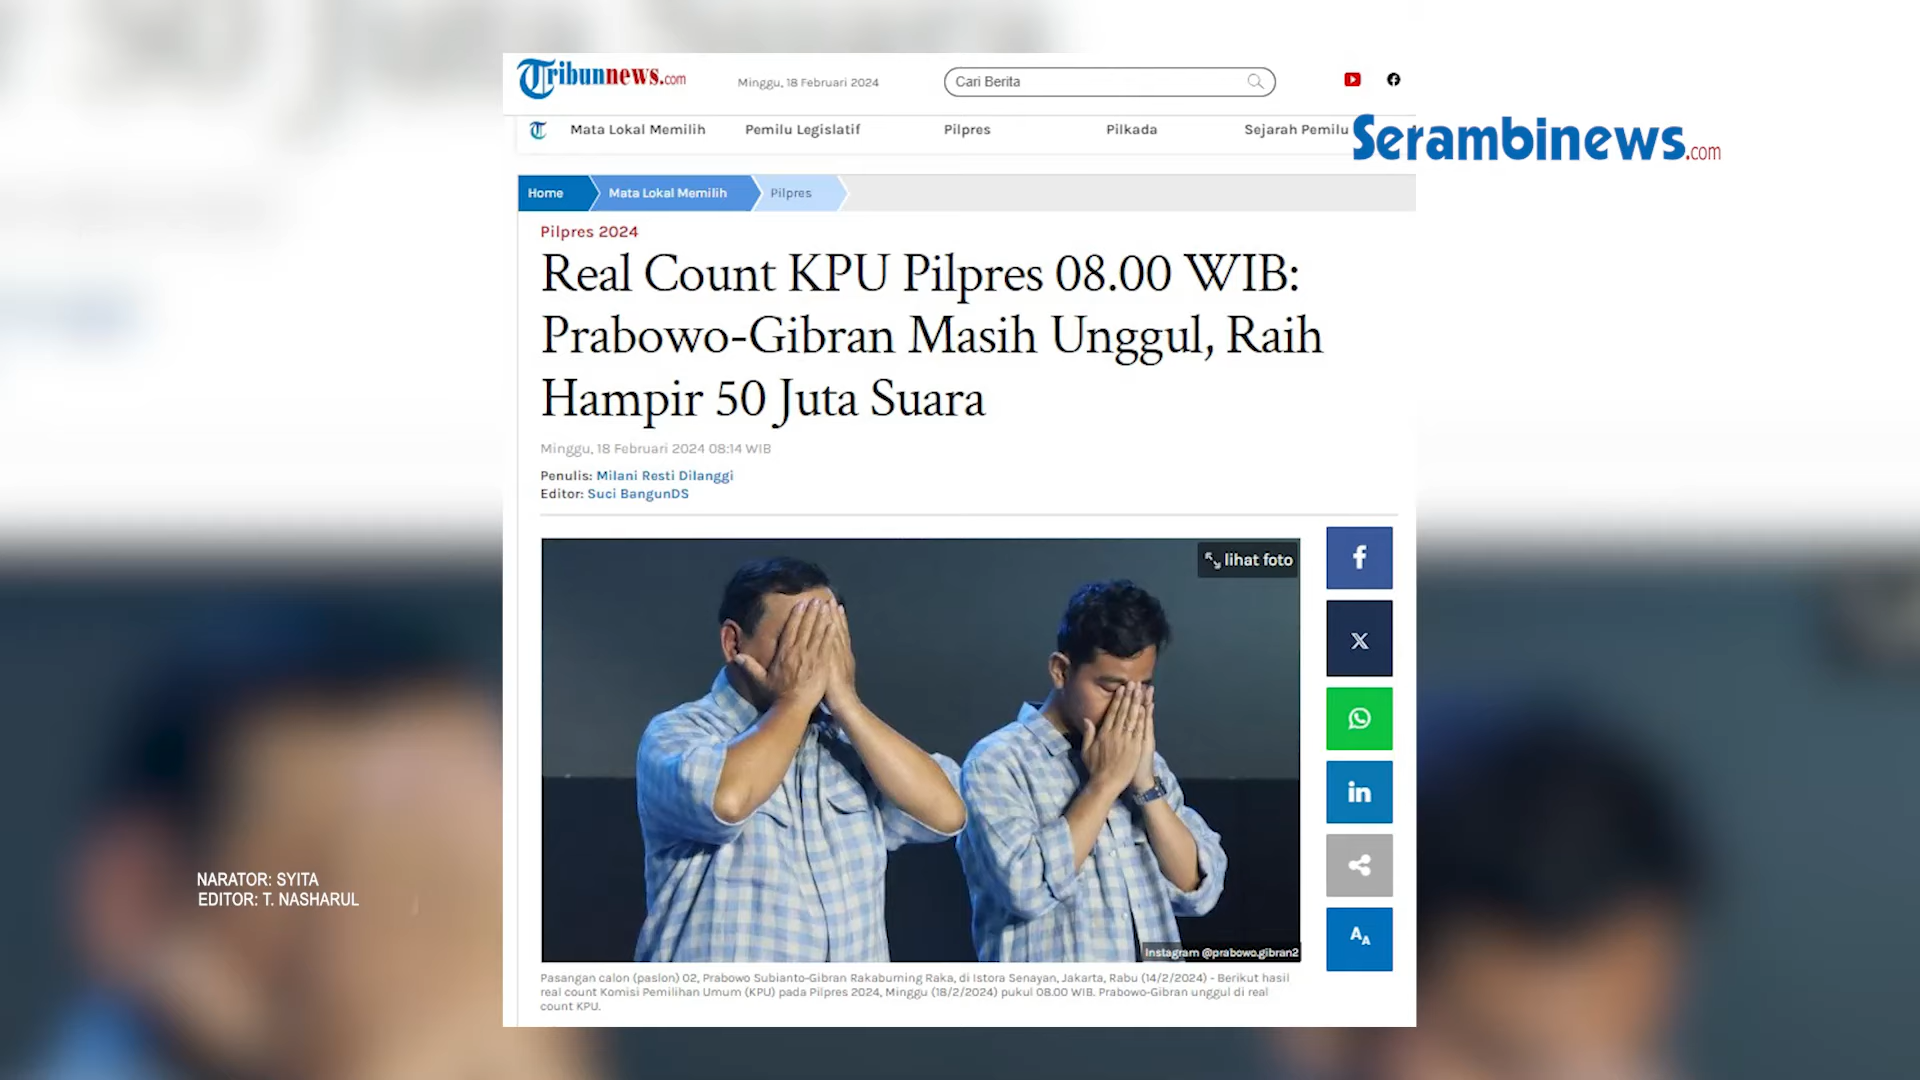 Tribunnews.com
Minggu, 18 Februari 2024
Cari Berita
Mata Lokal Memilih
Pemilu Legislatif
Pilpres
Pilkada
Sejarah Pemilu
Serambinews.com
Home
Mata Lokal Memilih
Pilpres
Pilpres 2024
Real Count KPU Pilpres 08.00 WIB:
Prabowo-Gibran Masih Unggul, Raih
Hampir 50 Juta Suara
Minggu, 18 Februari 2024 08:14 WIB
Penulis: Milani Resti Dilanggi
Editor: Suci BangunDS
lihat foto
Instagram @prabowo.gibran2
Pasangan calon (paslon) 02, Prabowo Subianto-Gibran Rakabuming Raka, di Istora Senayan, Jakarta, Rabu (14/2/2024) - Berikut hasil
real count Komisi Pemilihan Umum (KPU) pada Pilpres 2024, Minggu (18/2/2024) pukul 08.00 WIB. Prabowo-Gibran unggul di real
count KPU.
NARATOR: SYITA
EDITOR: T. NASHARUL